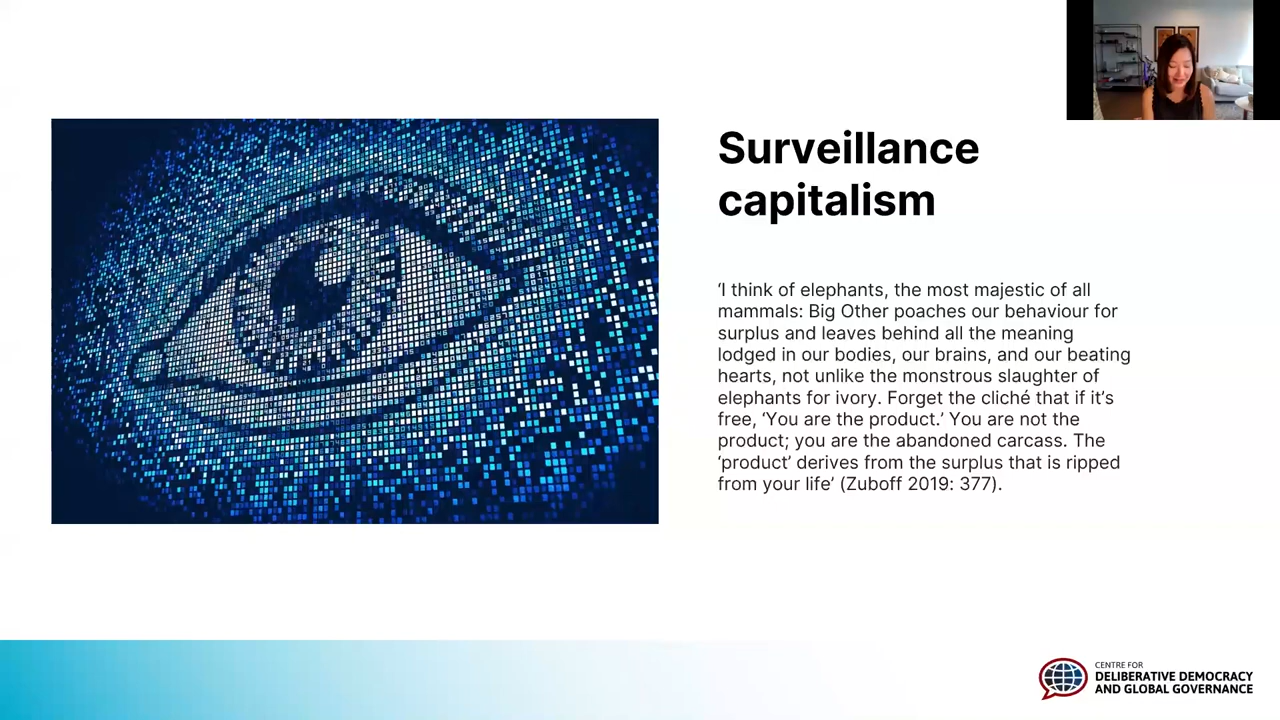 Surveillance
capitalism
‘I think of elephants, the most majestic of all
mammals: Big Other poaches our behaviour for
surplus and leaves behind all the meaning
lodged in our bodies, our brains, and our beating
hearts, not unlike the monstrous slaughter of
elephants for ivory. Forget the cliché that if it’s
free, ‘You are the product.’ You are not the
product; you are the abandoned carcass. The
‘product’ derives from the surplus that is ripped
from your life’ (Zuboff 2019: 377).
CENTRE FOR
DELIBERATIVE DEMOCRACY
AND GLOBAL GOVERNANCE